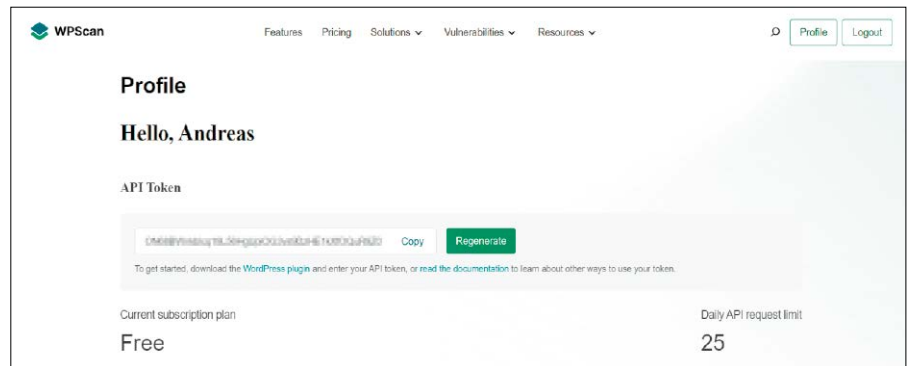 WPScan Features Pricing Solutions Vulnerabilities Resources Profile Logout
Profile
Hello, Andreas
API Token
Copy Regenerate
To get started, download the WordPress plugin and enter your API token, or read the documentation to learn about other ways to use your token.
Current subscription plan Daily API request limit
Free 25